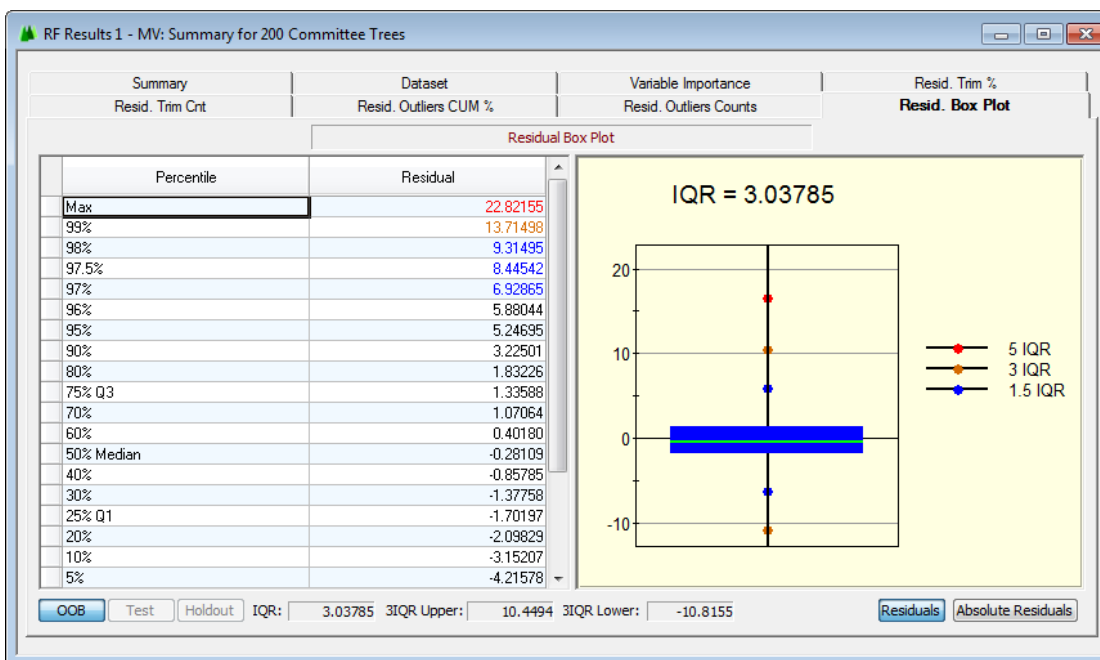 RF Results 1 - MV: Summary for 200 Committee Trees
Summary Dataset Variable Importance Resid. Trim %
Resid. Trim Cnt Resid. Outliers CUM % Resid. Outliers Counts Resid. Box Plot
Residual Box Plot
Percentile Residual
Max 22.82155
99% 13.71498
98% 9.31495
97.5% 8.44542
97% 6.92865
96% 5.88044
95% 5.24695
90% 3.22501
80% 1.83226
75% Q3 1.33588
70% 1.07064
60% 0.40180
50% Median -0.28109
40% -0.85785
30% -1.37758
25% Q1 -1.70197
20% -2.09829
10% -3.15207
5% -4.21578
IQR = 3.03785
20
10
0
-10
5 IQR
3 IQR
1.5 IQR
OOB Test Holdout IQR: 3.03785 3IQR Upper: 10.4494 3IQR Lower: -10.8155 Residuals Absolute Residuals